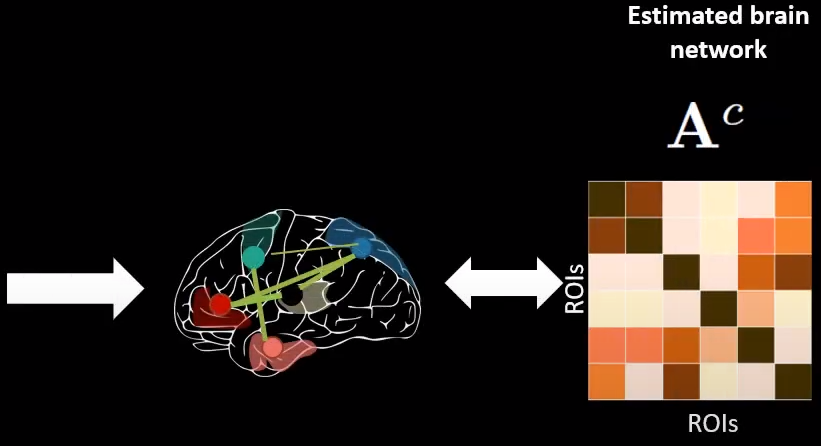 Estimated brain
network
A^c
ROIs
ROIs